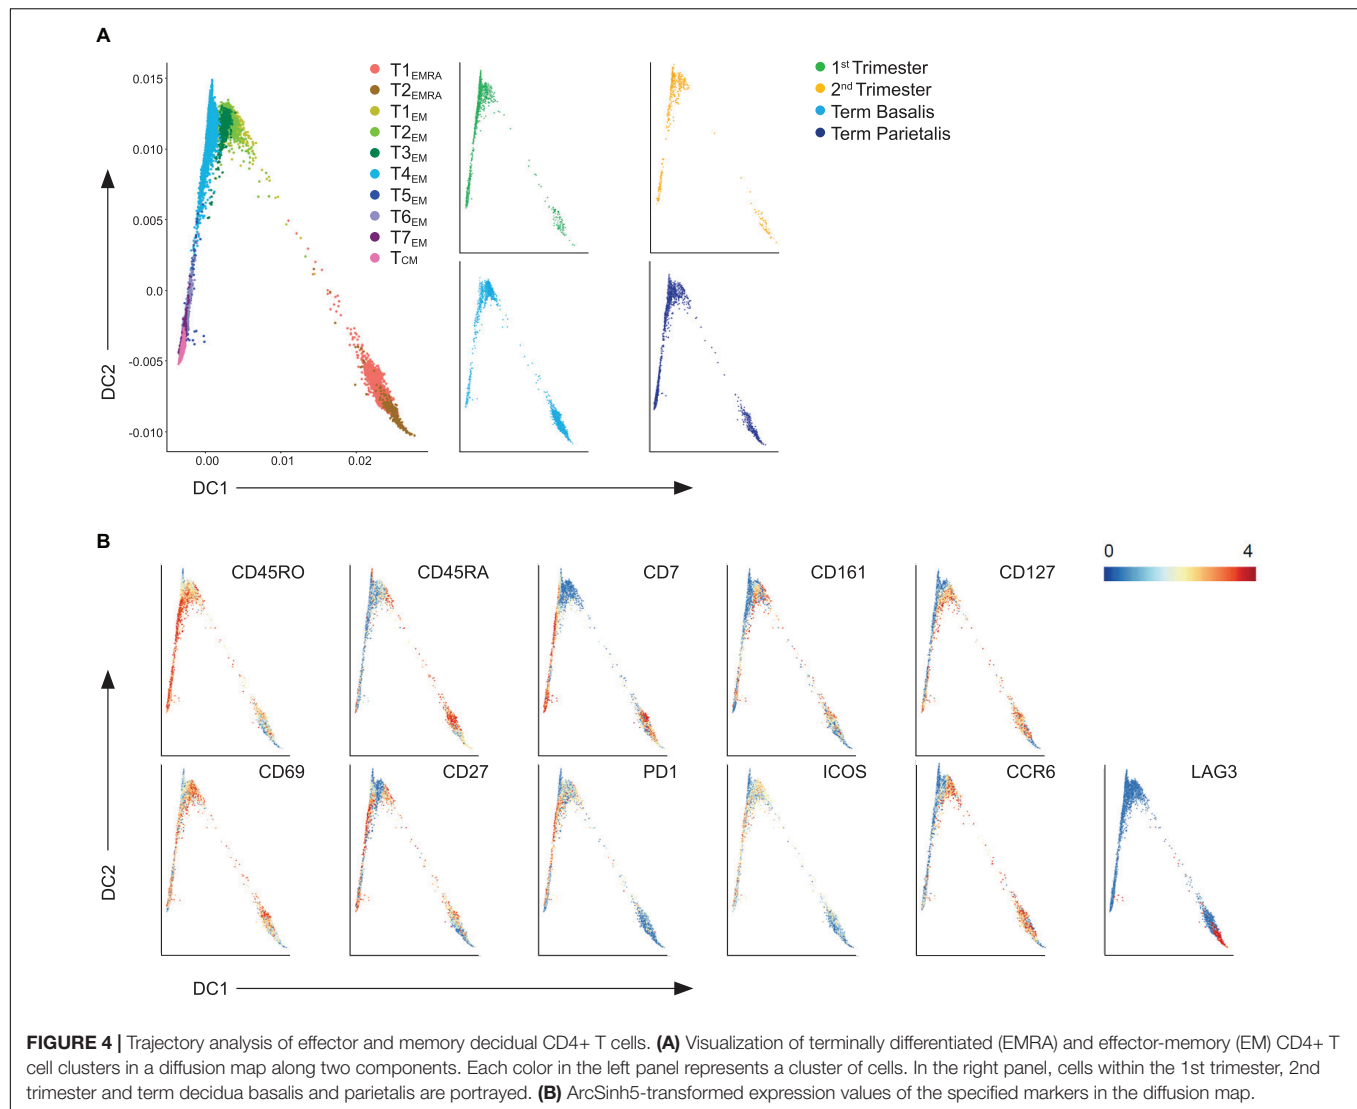 A
0.015
0.010
0.005
0.0
-0.005
-0.010
0.00
0.01
0.02
DC2
DC1
T1EMRA
T2EMRA
T1EM
T2EM
T3EM
T4EM
T5EM
T6EM
T7EM
TCM
1st Trimester
2nd Trimester
Term Basalis
Term Parietalis
B
0 4
CD45RO
CD45RA
CD7
CD161
CD127
CD69
CD27
PD1
ICOS
CCR6
LAG3
DC2
DC1
FIGURE 4 | Trajectory analysis of effector and memory decidual CD4+ T cells. (A) Visualization of terminally differentiated (EMRA) and effector-memory (EM) CD4+ T
cell clusters in a diffusion map along two components. Each color in the left panel represents a cluster of cells. In the right panel, cells within the 1st trimester, 2nd
trimester and term decidua basalis and parietalis are portrayed. (B) ArcSinh5-transformed expression values of the specified markers in the diffusion map.